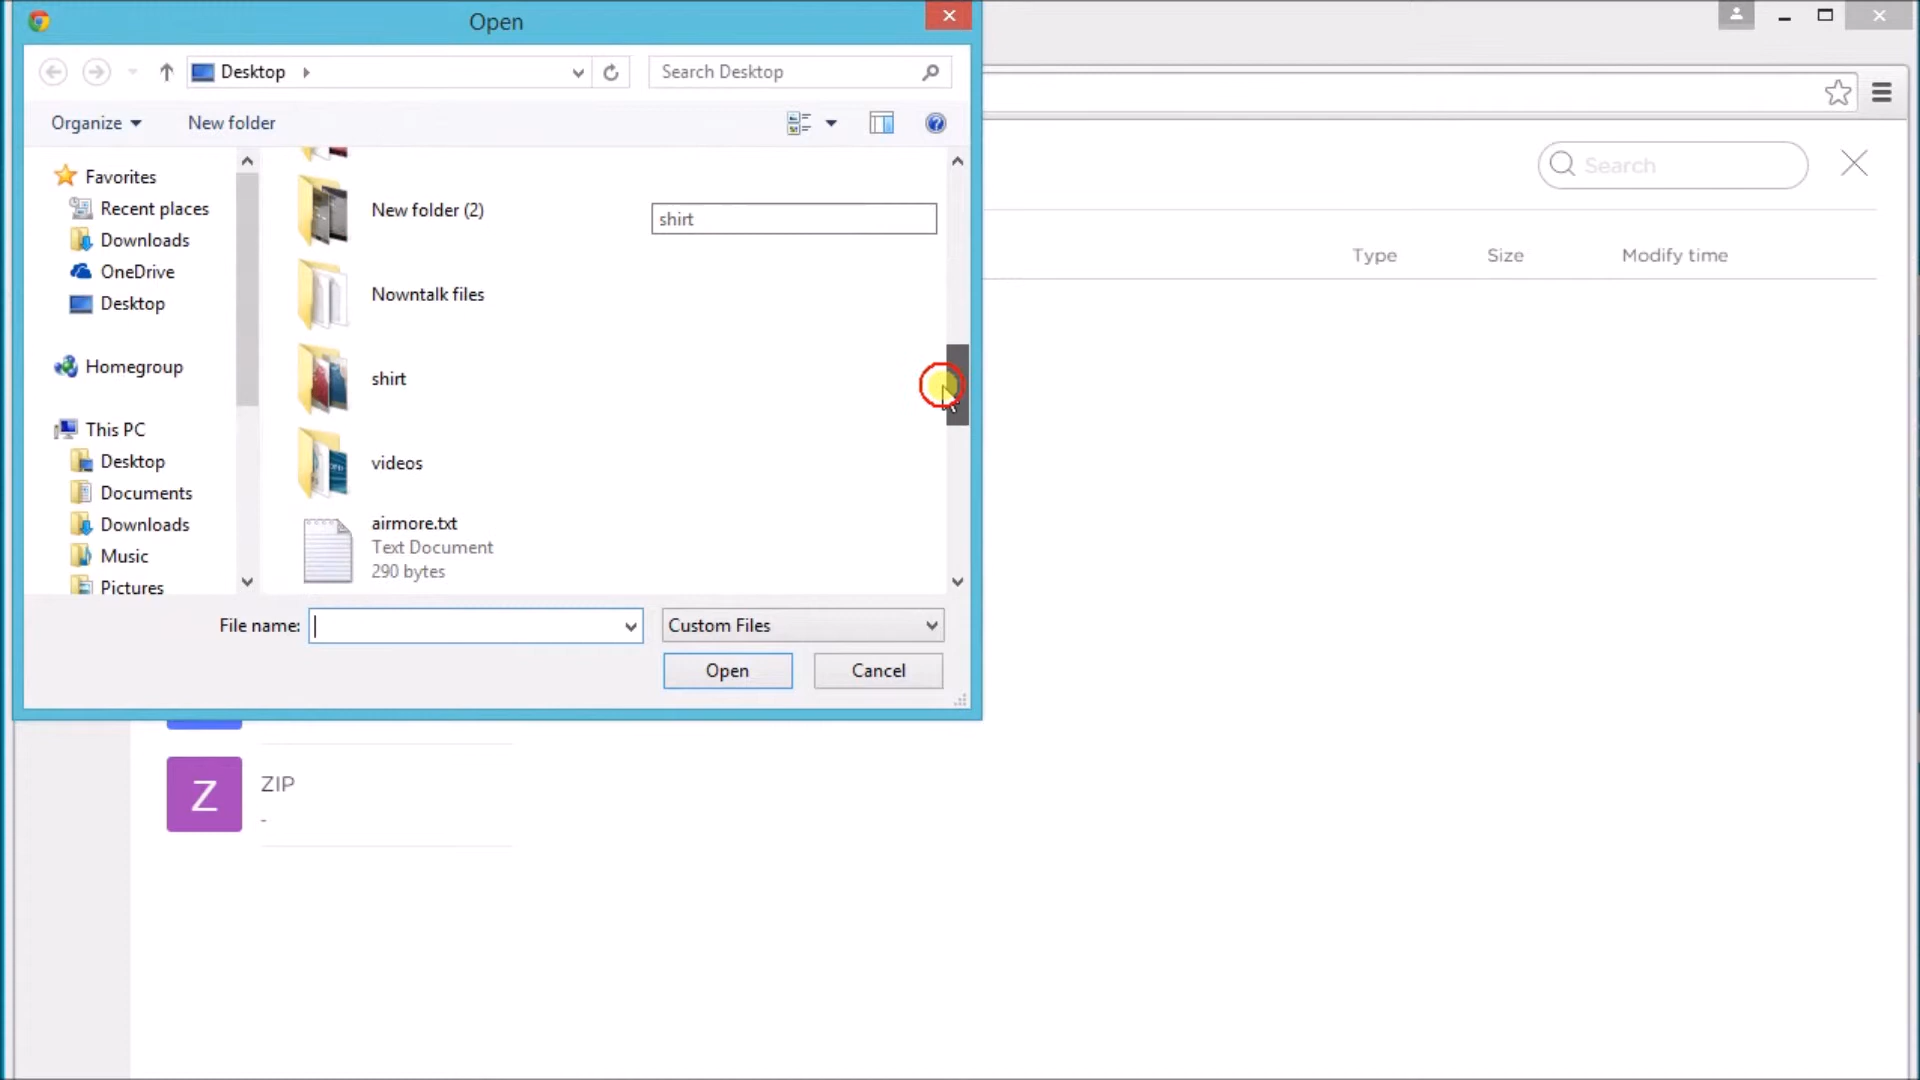 Open
Desktop
Search Desktop
Organize
New folder
Favorites
Recent places
Downloads
OneDrive
Desktop
Homegroup
This PC
Desktop
Documents
Downloads
Music
Pictures
New folder (2)
shirt
Nowntalk files
shirt
videos
airmore.txt
Text Document
290 bytes
File name:
Custom Files
Open
Cancel
Search
Type
Size
Modify time
Z
ZIP
-